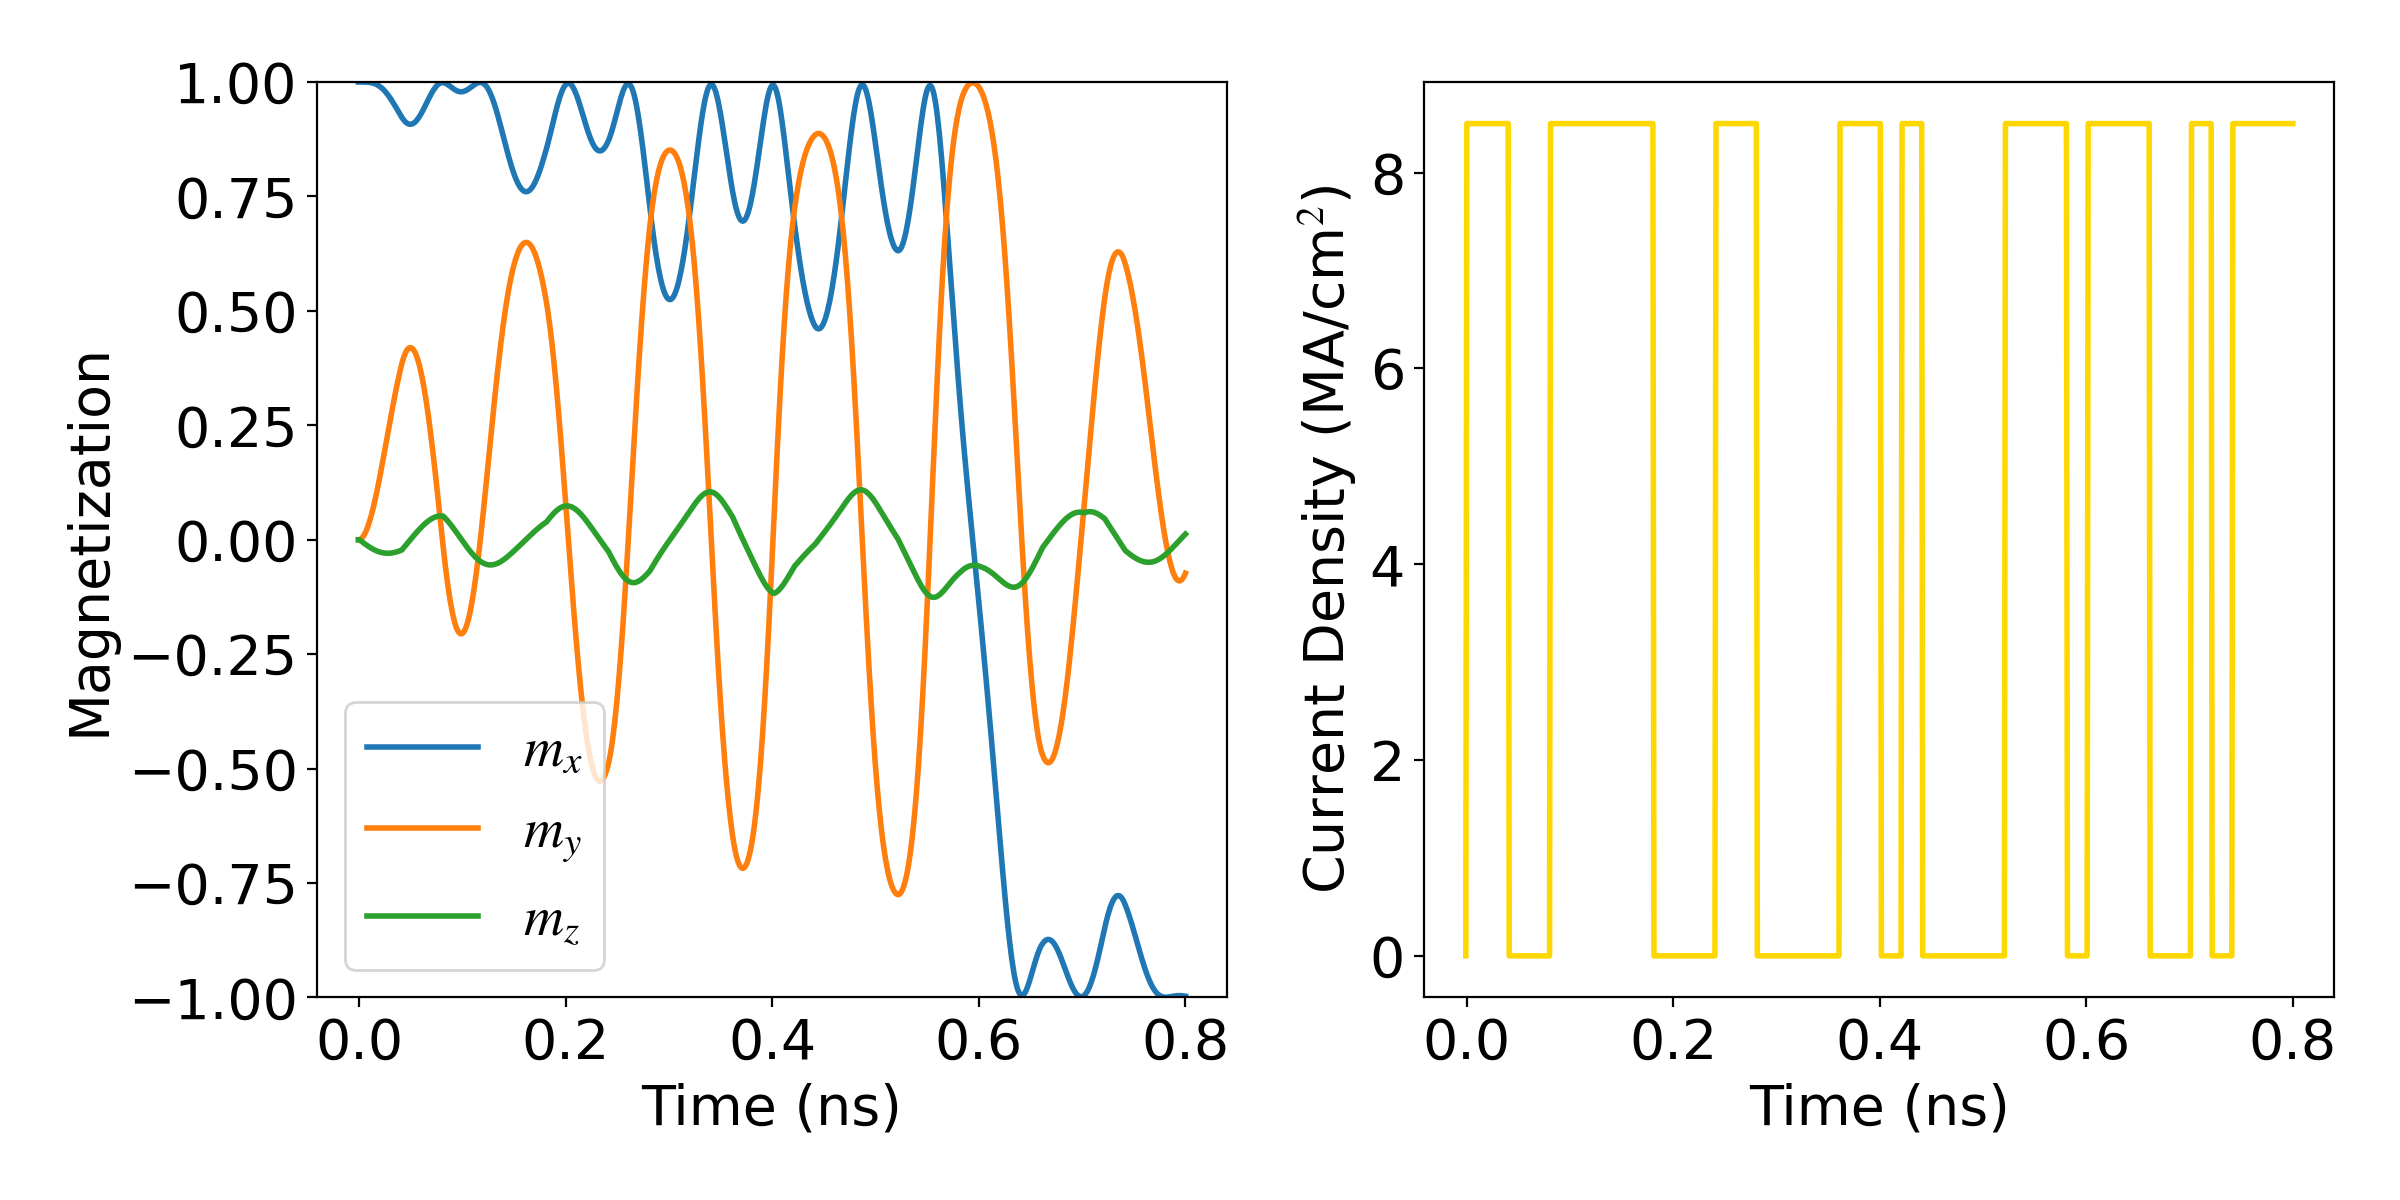 Magnetization
1.00
0.75
0.50
0.25
0.00
−0.25
−0.50
−0.75
−1.00
m_x
m_y
m_z
0.0 0.2 0.4 0.6 0.8
Time (ns)
Current Density (MA/cm²)
8
6
4
2
0
0.0 0.2 0.4 0.6 0.8
Time (ns)